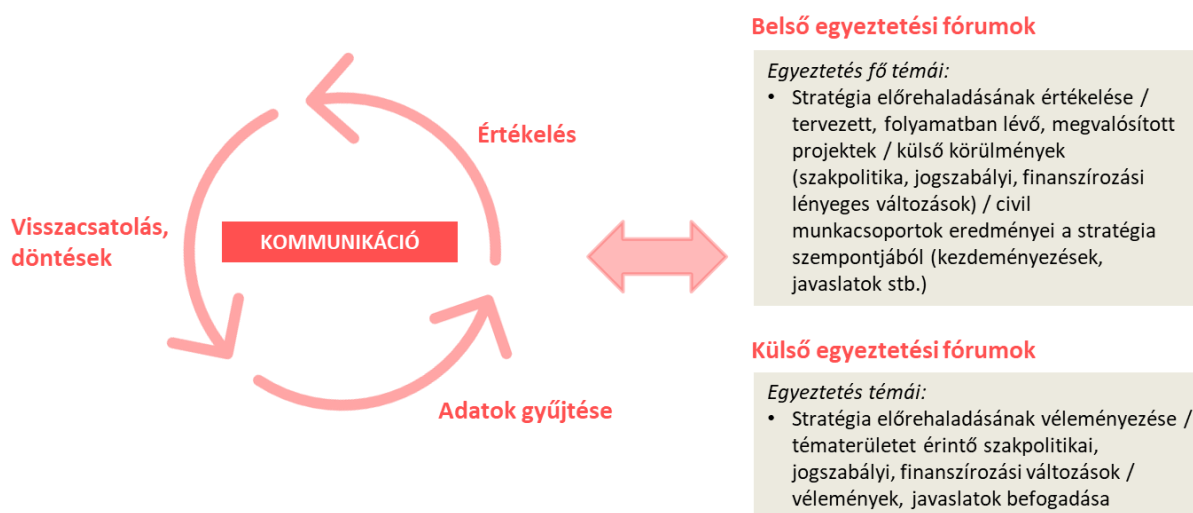 Értékelés
Visszacsatolás,
döntések
KOMMUNIKÁCIÓ
Adatok gyűjtése
Belső egyeztetési fórumok
Egyeztetés fő témái:
• Stratégia előrehaladásának értékelése /
tervezett, folyamatban lévő, megvalósított
projektek / külső körülmények
(szakpolitika, jogszabályi, finanszírozási
lényeges változások) / civil
munkacsoportok eredményei a stratégia
szempontjából (kezdeményezések,
javaslatok stb.)
Külső egyeztetési fórumok
Egyeztetés témái:
• Stratégia előrehaladásának véleményezése /
tématerületet érintő szakpolitikai,
jogszabályi, finanszírozási változások /
vélemények, javaslatok befogadása